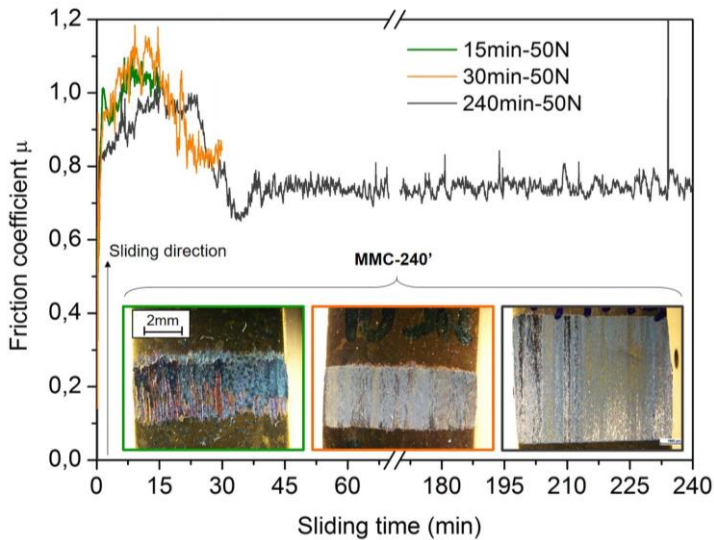 1,2
1,0
0,8
0,6
0,4
0,2
0,0
Friction coefficient μ
15min-50N
30min-50N
240min-50N
Sliding direction
MMC-240'
2mm
0 15 30 45 60 180 195 210 225 240
Sliding time (min)